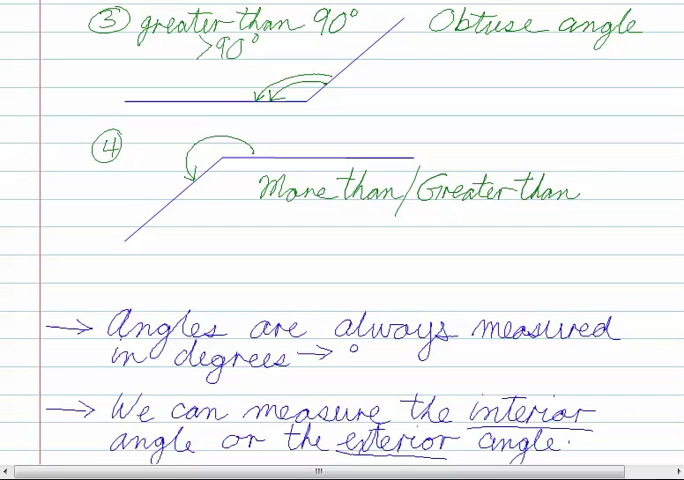 ③ greater than 90° Obtuse angle
>90°
④
More than/Greater than
→ Angles are always measured
in degrees → °
→ We can measure the interior
angle or the exterior angle.